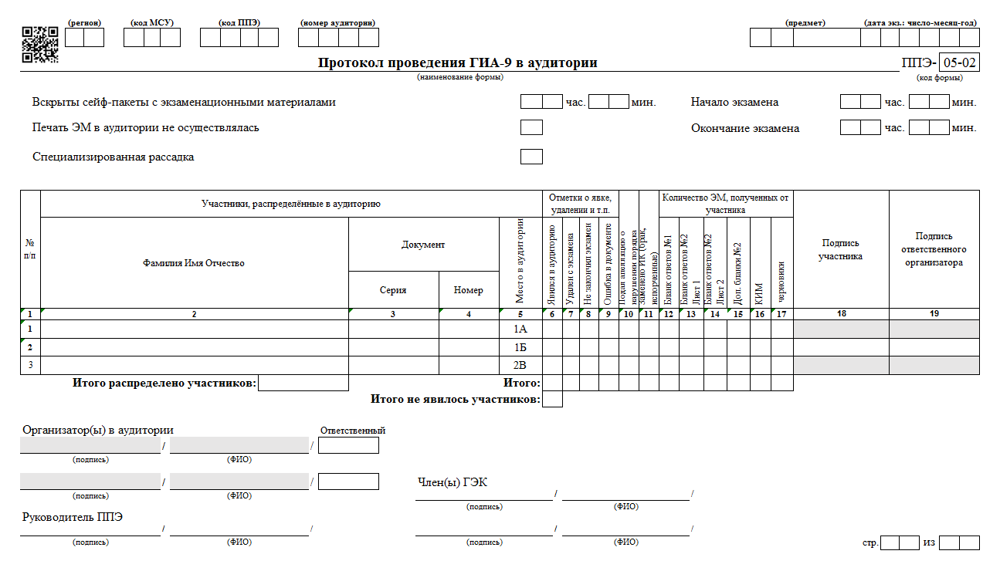 (регион) (код МСУ) (код ППЭ) (номер аудитории) (предмет) (дата экз.: число-месяц-год)
Протокол проведения ГИА-9 в аудитории ППЭ- 05-02
(наименование формы) (код формы)
Вскрыты сейф-пакеты с экзаменационными материалами час. мин. Начало экзамена час. мин.
Печать ЭМ в аудитории не осуществлялась Окончание экзамена час. мин.
Специализированная рассадка
№ п/п
Участники, распределённые в аудиторию
Фамилия Имя Отчество
Документ
Серия
Номер
Место в аудитории
Отметки о явке,
удалении и т.п.
Явился в аудиторию
Удален с экзамена
Не закончил экзамен
Ошибка в документе
Подал апелляцию о
нарушении порядка
заменено ИК (брак,
испорченные)
Количество ЭМ, полученных от
участника
Бланк ответов №1
Бланк ответов №2
Лист 1
Бланк ответов №2
Лист 2
Доп. бланки №2
КИМ
черновики
Подпись
участника
Подпись
ответственного
организатора
1 2 3 4 5 6 7 8 9 10 11 12 13 14 15 16 17 18 19
1 1А
2 1Б
3 2В
Итого распределено участников: Итого:
Итого не явилось участников:
Организатор(ы) в аудитории Ответственный
/ /
(подпись) (ФИО)
/ /
(подпись) (ФИО)
Член(ы) ГЭК
/ /
(подпись) (ФИО)
Руководитель ППЭ
/ / / /
(подпись) (ФИО) (подпись) (ФИО)
стр. из